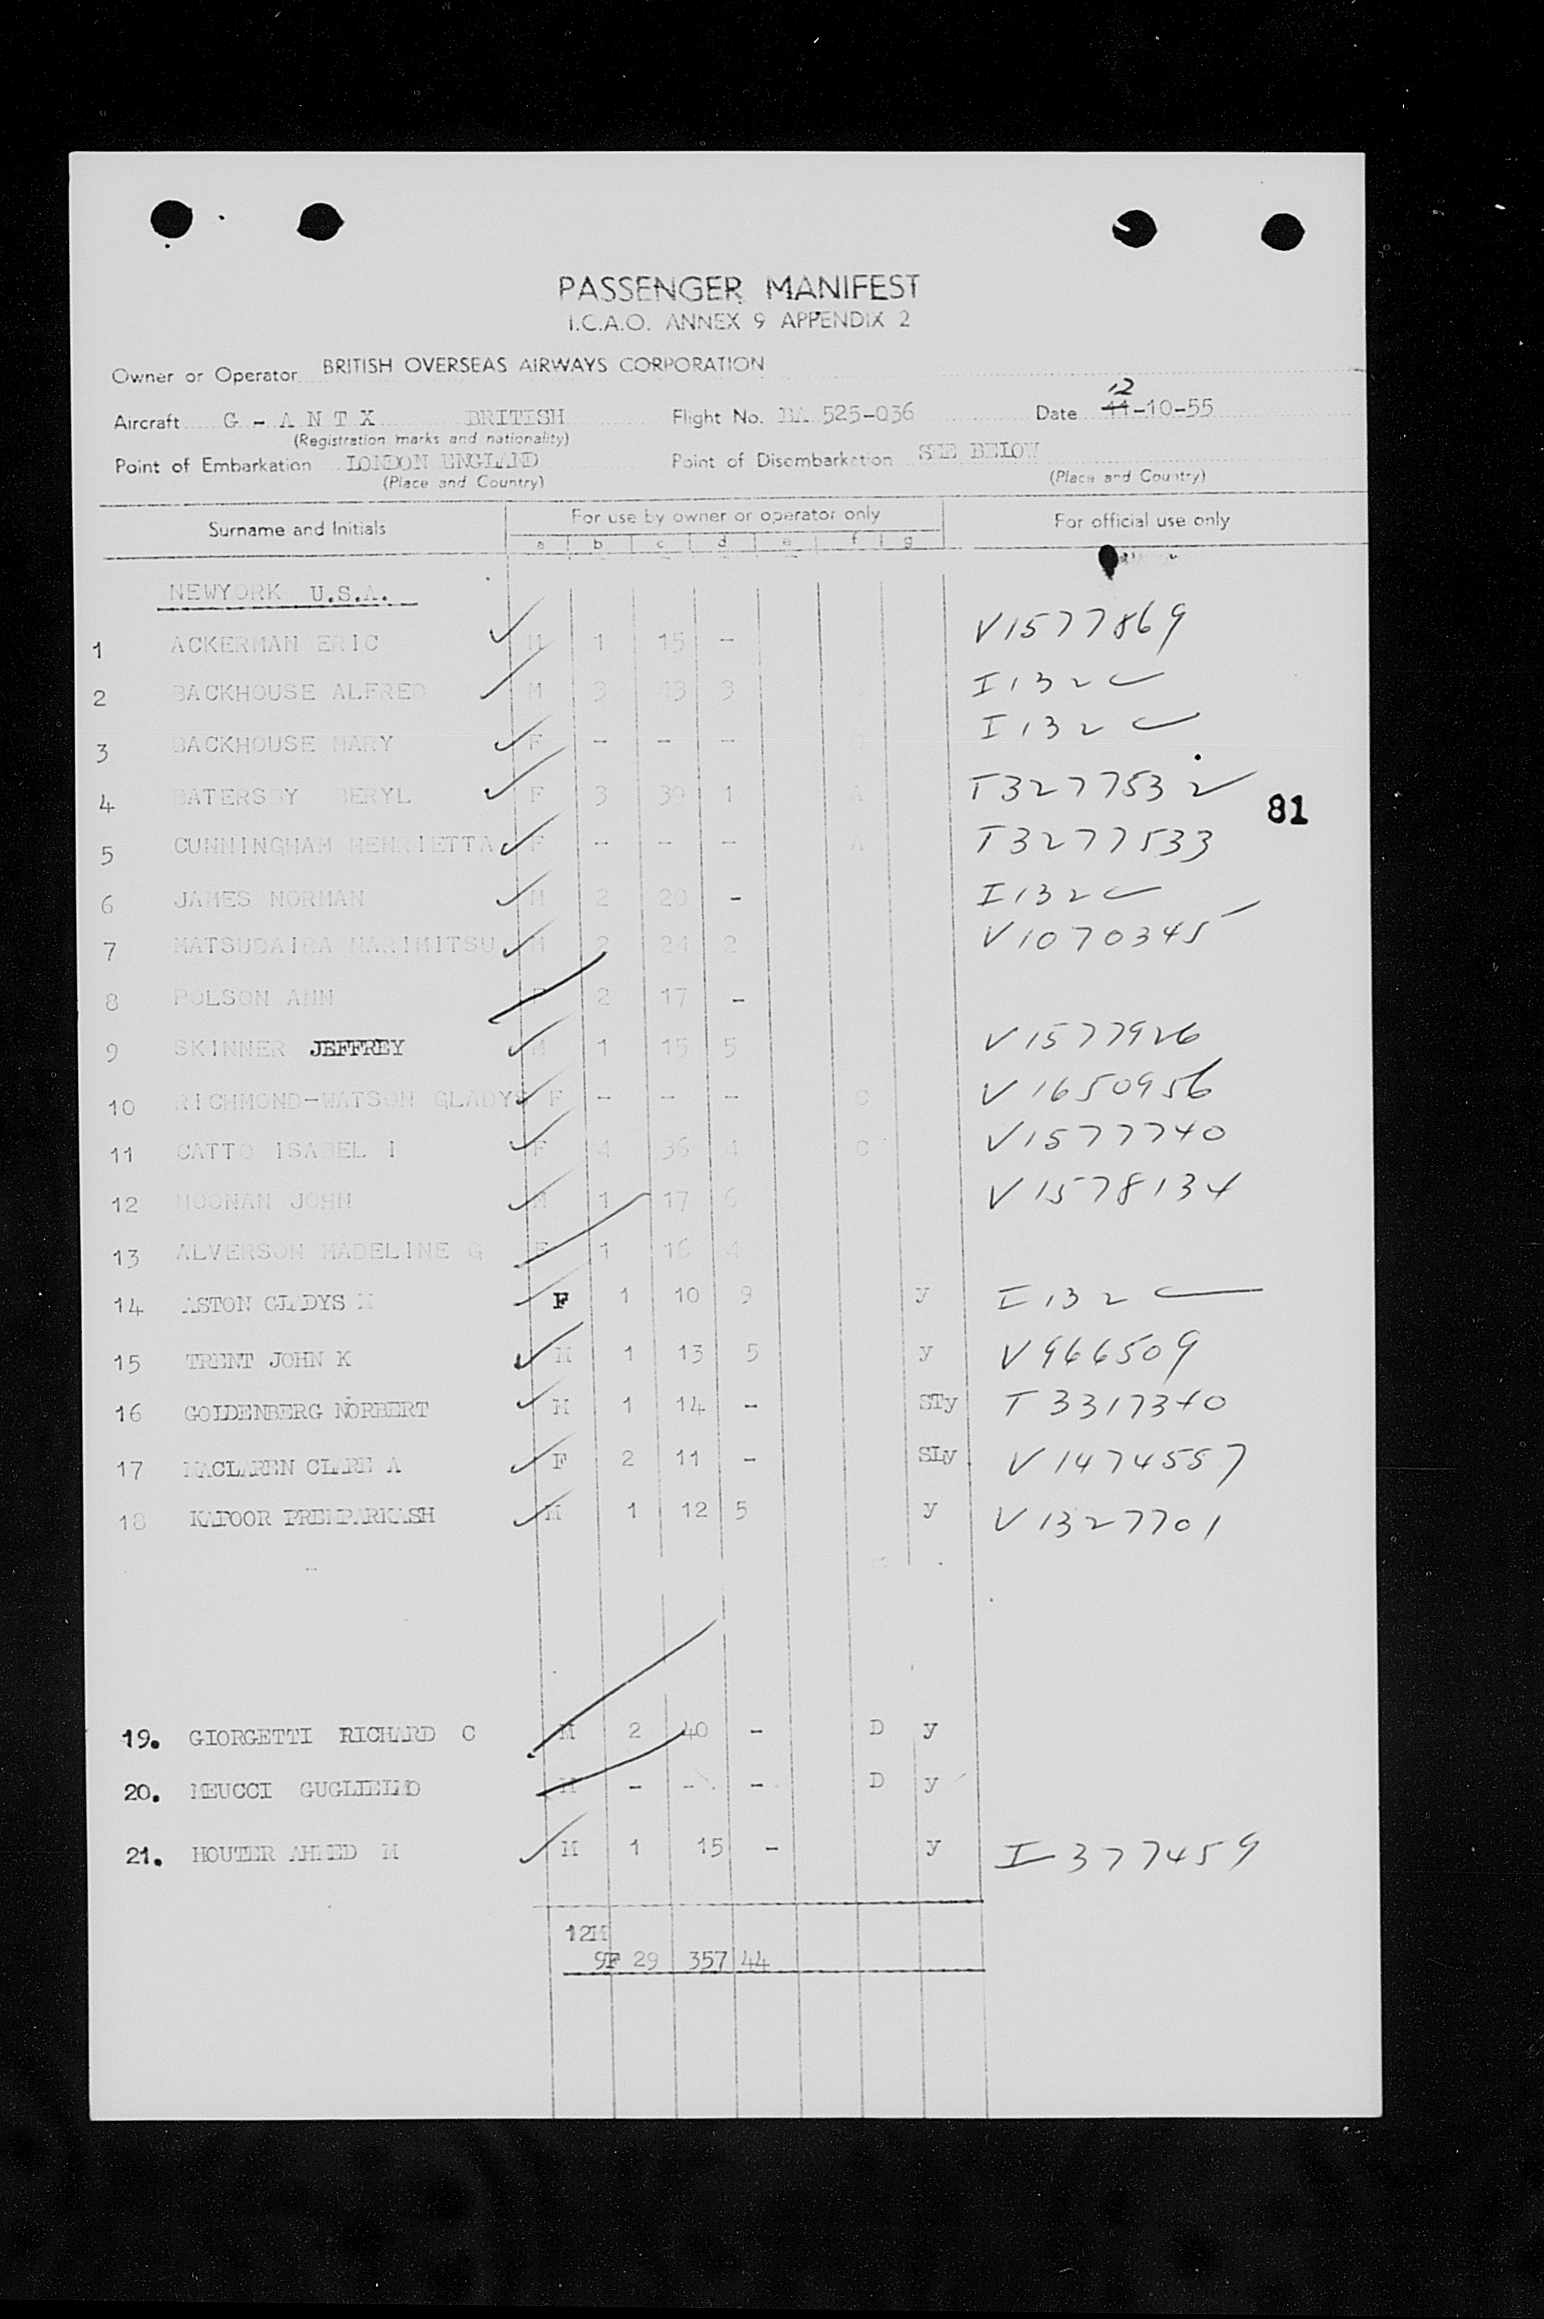 PASSENGER MANIFEST
I.C.A.O. ANNEX 9 APPENDIX 2
Owner or Operator BRITISH OVERSEAS AIRWAYS CORPORATION
Aircraft G - A N T X BRITISH Flight No. BA 525-036 Date 11-10-55 12
(Registration marks and nationality)
Point of Embarkation LONDON ENGLAND Point of Disembarkation SEE BELOW
(Place and Country) (Place and Country)
Surname and Initials For use by owner or operator only For official use only
a b c d e f g
NEWYORK U.S.A.
1 ACKERMAN ERIC M 1 15 - V1577869
2 BACKHOUSE ALFRED M 3 43 3 I132
3 BACKHOUSE MARY F - - - I132
4 BATERSBY BERYL F 3 39 1 A T3277532
81
5 CUNNINGHAM HENRIETTA F - - - A T3277533
6 JAMES NORMAN M 2 20 - I132
7 MATSUDAIRA NARIMITSU M 2 24 2 V1070345
8 POLSON ANN F 2 17 -
9 SKINNER JEFFREY M 1 15 5 V1577926
10 RICHMOND-WATSON GLADYS F - - - C V1650956
11 CATTO ISABEL I F 4 36 4 C V1577740
12 NOONAN JOHN M 1 17 6 V1578134
13 ALVERSON MADELINE G F 1 16 4
14 ASTON GLADYS M F 1 10 9 y I132
15 TRENT JOHN K M 1 13 5 y V966509
16 GOLDENBERG NORBERT M 1 14 - STy T3317340
17 MACLAREN CLARE A F 2 11 - SLy V1474557
18 KAPOOR PREMPARKASH M 1 12 5 y V1327701
19. GIORGETTI RICHARD C M 2 40 - D y
20. MEUCCI GUGLIELMO M - - - D y
21. HOUTER AHMED M M 1 15 - y I-377459
12M
9F 29 357 44